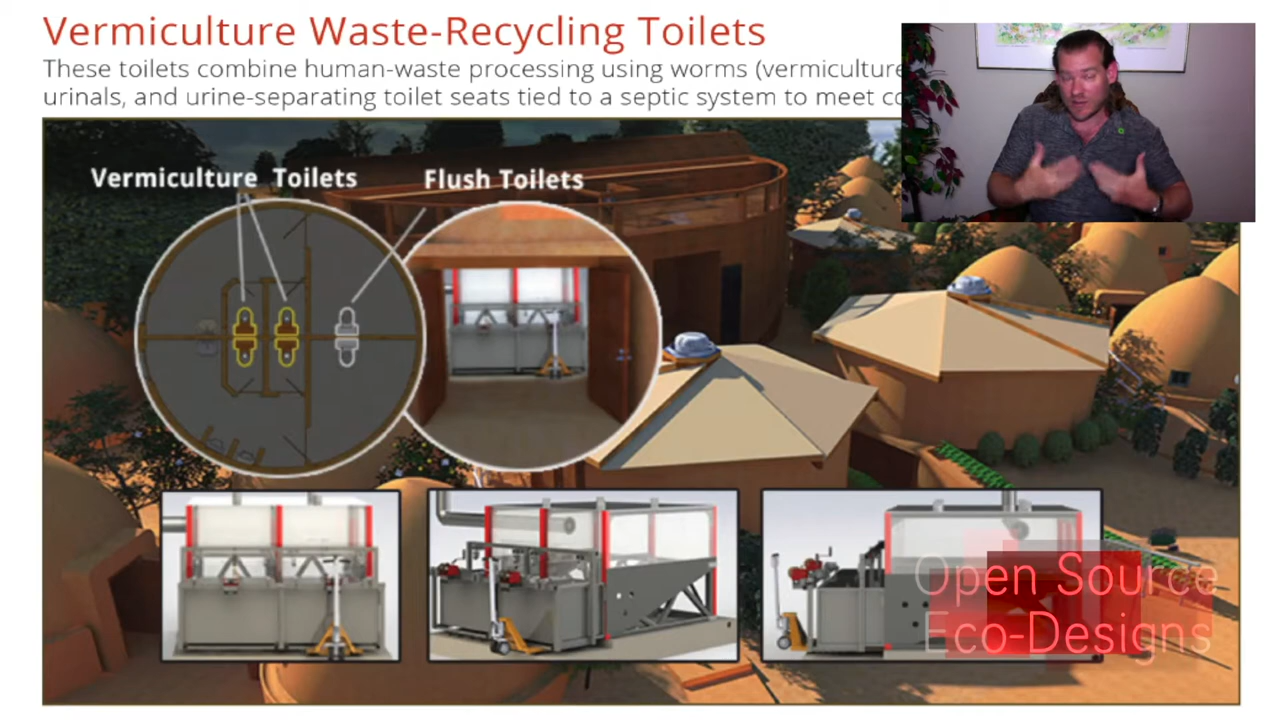 Vermiculture Waste-Recycling Toilets
These toilets combine human-waste processing using worms (vermiculture
urinals, and urine-separating toilet seats tied to a septic system to meet
Vermiculture Toilets
Flush Toilets
Open Source
Eco-Designs